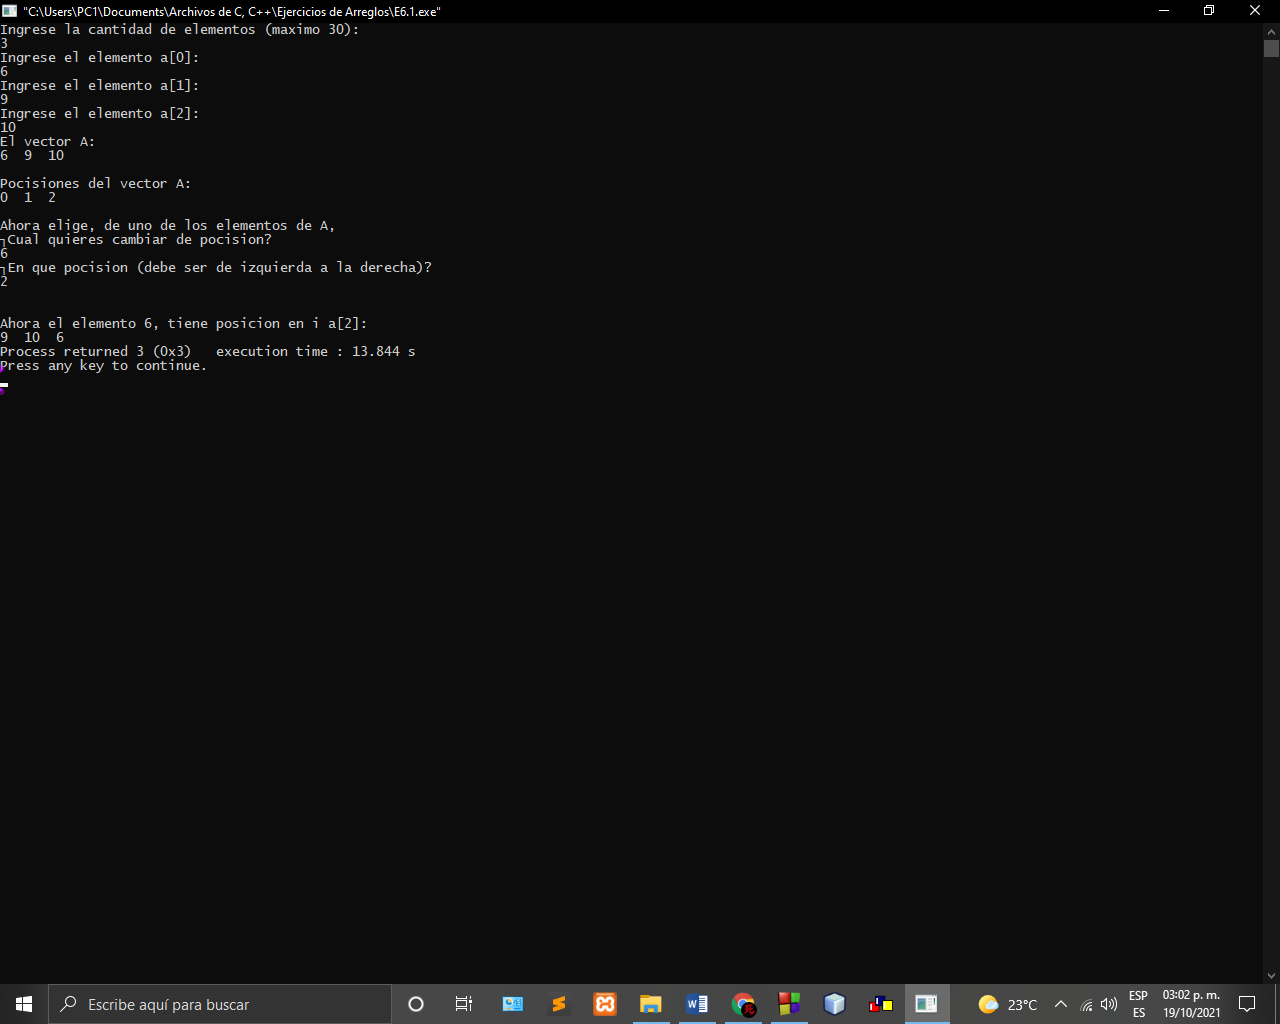 "C:\Users\PC1\Documents\Archivos de C, C++\Ejercicios de Arreglos\E6.1.exe"
Ingrese la cantidad de elementos (maximo 30):
3
Ingrese el elemento a[0]:
6
Ingrese el elemento a[1]:
9
Ingrese el elemento a[2]:
10
El vector A:
6  9  10
Pocisiones del vector A:
0  1  2
Ahora elige, de uno de los elementos de A,
┐Cual quieres cambiar de pocision?
6
┐En que pocision (debe ser de izquierda a la derecha)?
2
Ahora el elemento 6, tiene posicion en i a[2]:
9  10  6
Process returned 3 (0x3)   execution time : 13.844 s
Press any key to continue.
Escribe aquí para buscar
23°C
ESP
ES
03:02 p. m.
19/10/2021